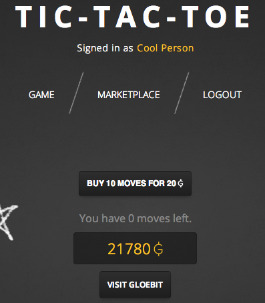 TIC-TAC-TOE
Signed in as Cool Person
GAME MARKETPLACE LOGOUT
BUY 10 MOVES FOR 20 ₲
You have 0 moves left.
21780 ₲
VISIT GLOEBIT